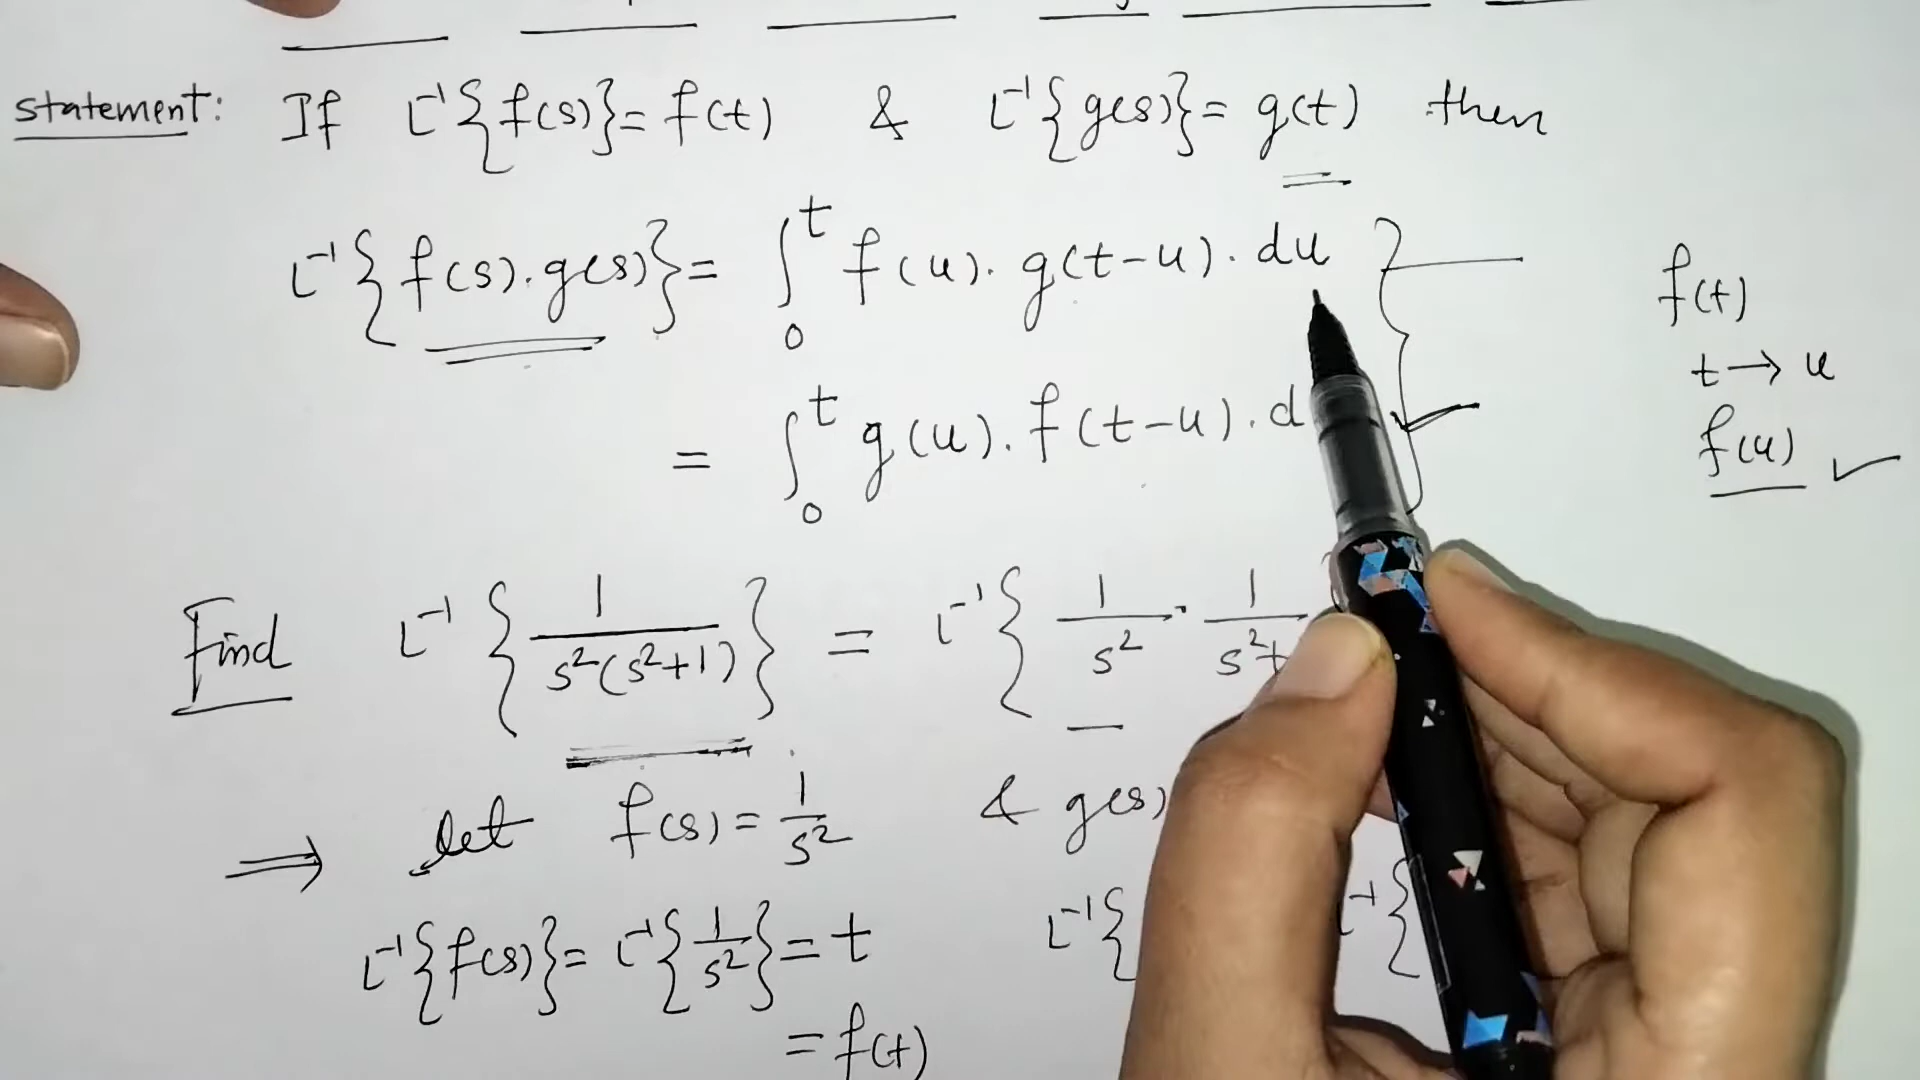 statement: If L⁻¹{f(s)} = f(t) & L⁻¹{g(s)} = g(t) then
L⁻¹{f(s).g(s)} = ∫₀ᵗ f(u). g(t-u). du
= ∫₀ᵗ g(u). f(t-u). d
f(t)
t → u
f(u) ✓
Find L⁻¹{1/(s²(s²+1))} = L⁻¹{1/s² . 1/s²+
⇒ let f(s) = 1/s² & g(s)
L⁻¹{f(s)} = L⁻¹{1/s²} = t L⁻¹{ L⁻¹{
= f(t)